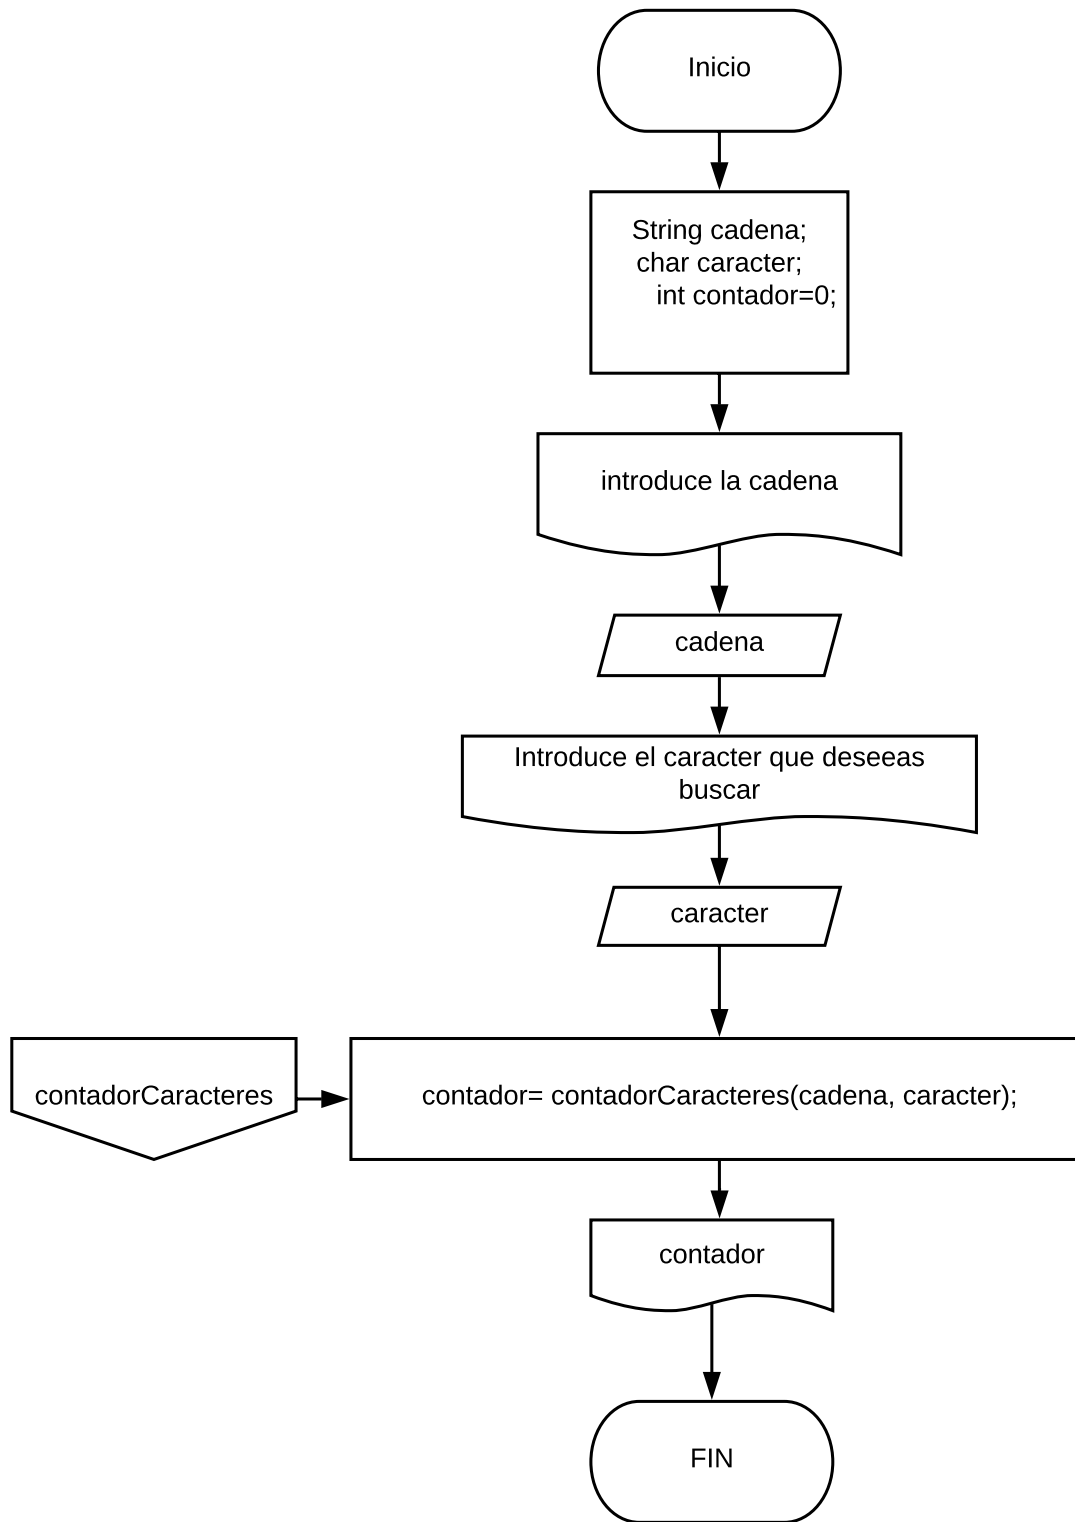 Inicio
String cadena;
char caracter;
int contador=0;
introduce la cadena
cadena
Introduce el caracter que deseeas
buscar
caracter
contadorCaracteres
contador= contadorCaracteres(cadena, caracter);
contador
FIN